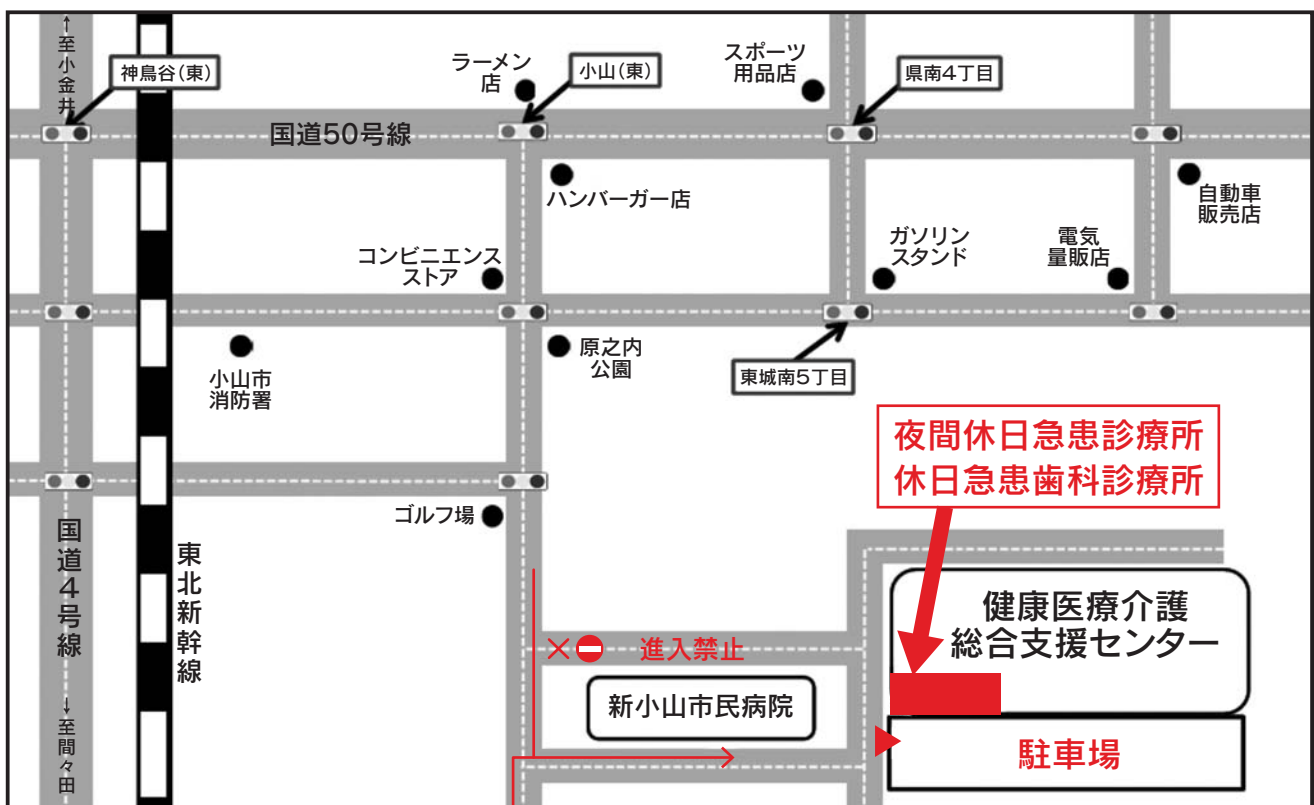 ↑至小金井
神鳥谷(東)
ラーメン
店
小山(東)
スポーツ
用品店
県南4丁目
国道50号線
ハンバーガー店
自動車
販売店
コンビニエンス
ストア
ガソリン
スタンド
電気
量販店
小山市
消防署
原之内
公園
東城南5丁目
夜間休日急患診療所
休日急患歯科診療所
ゴルフ場
国道4号線
東北新幹線
健康医療介護
総合支援センター
×
進入禁止
新小山市民病院
↓至間々田
駐車場